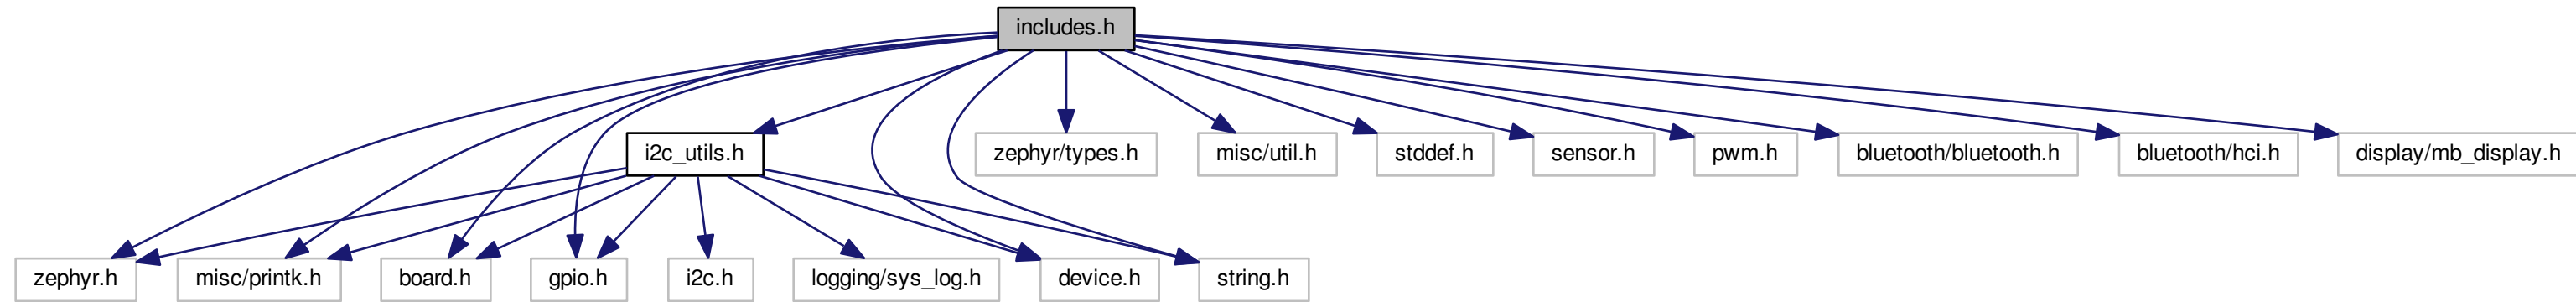 includes.h
i2c_utils.h
zephyr/types.h
misc/util.h
stddef.h
sensor.h
pwm.h
bluetooth/bluetooth.h
bluetooth/hci.h
display/mb_display.h
zephyr.h
misc/printk.h
board.h
gpio.h
i2c.h
logging/sys_log.h
device.h
string.h